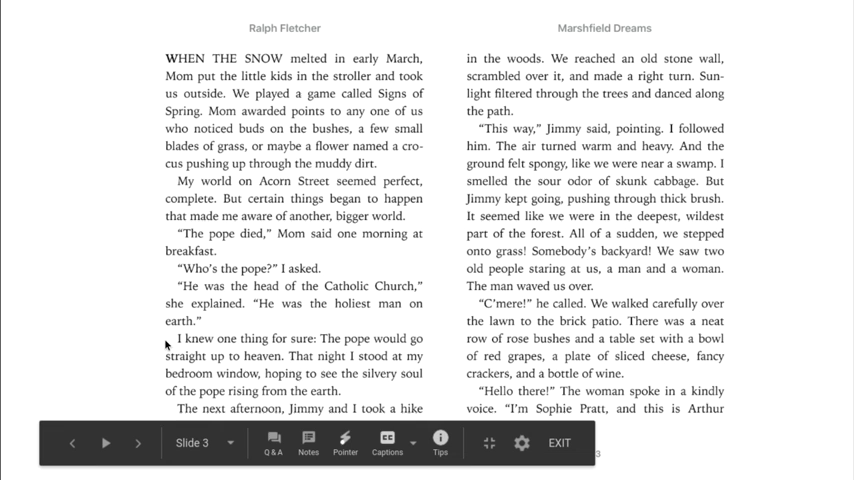 Ralph Fletcher
WHEN THE SNOW melted in early March,
Mom put the little kids in the stroller and took
us outside. We played a game called Signs of
Spring. Mom awarded points to any one of us
who noticed buds on the bushes, a few small
blades of grass, or maybe a flower named a cro-
cus pushing up through the muddy dirt.
My world on Acorn Street seemed perfect,
complete. But certain things began to happen
that made me aware of another, bigger world.
“The pope died,” Mom said one morning at
breakfast.
“Who’s the pope?” I asked.
“He was the head of the Catholic Church,”
she explained. “He was the holiest man on
earth.”
I knew one thing for sure: The pope would go
straight up to heaven. That night I stood at my
bedroom window, hoping to see the silvery soul
of the pope rising from the earth.
The next afternoon, Jimmy and I took a hike
Marshfield Dreams
in the woods. We reached an old stone wall,
scrambled over it, and made a right turn. Sun-
light filtered through the trees and danced along
the path.
“This way,” Jimmy said, pointing. I followed
him. The air turned warm and heavy. And the
ground felt spongy, like we were near a swamp. I
smelled the sour odor of skunk cabbage. But
Jimmy kept going, pushing through thick brush.
It seemed like we were in the deepest, wildest
part of the forest. All of a sudden, we stepped
onto grass! Somebody’s backyard! We saw two
old people staring at us, a man and a woman.
The man waved us over.
“C’mere!” he called. We walked carefully over
the lawn to the brick patio. There was a neat
row of rose bushes and a table set with a bowl
of red grapes, a plate of sliced cheese, fancy
crackers, and a bottle of wine.
“Hello there!” The woman spoke in a kindly
voice. “I’m Sophie Pratt, and this is Arthur
Slide 3
Q & A
Notes
Pointer
CC
Captions
Tips
EXIT